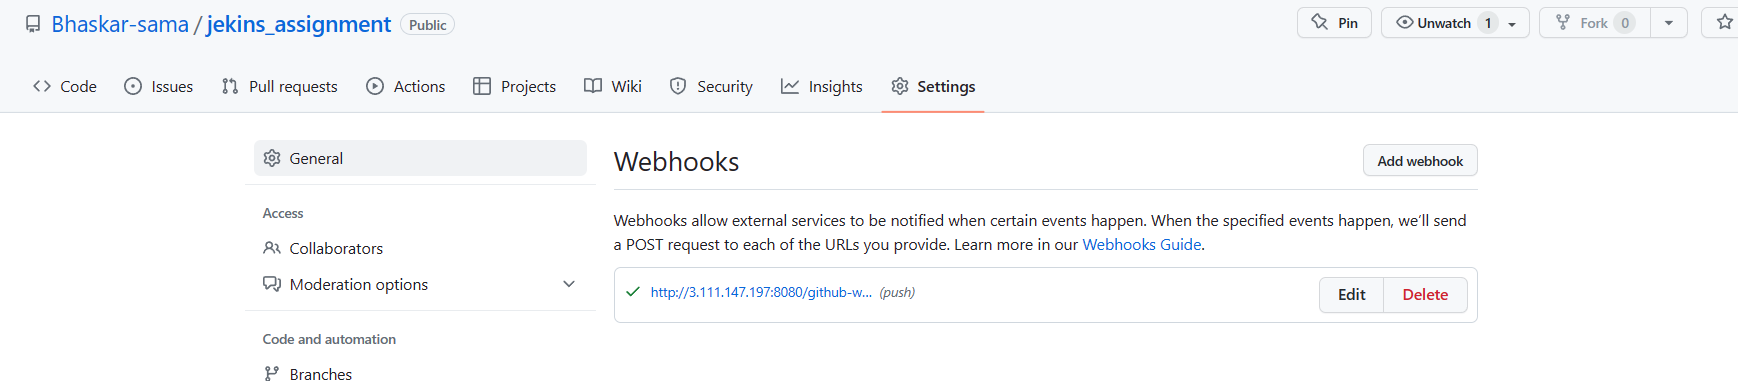 Bhaskar-sama / jekins_assignment Public Pin Unwatch 1 Fork 0
Code Issues Pull requests Actions Projects Wiki Security Insights Settings
General
Access
Collaborators
Moderation options
Code and automation
Branches
Webhooks Add webhook
Webhooks allow external services to be notified when certain events happen. When the specified events happen, we’ll send
a POST request to each of the URLs you provide. Learn more in our Webhooks Guide.
http://3.111.147.197:8080/github-w... (push) Edit Delete